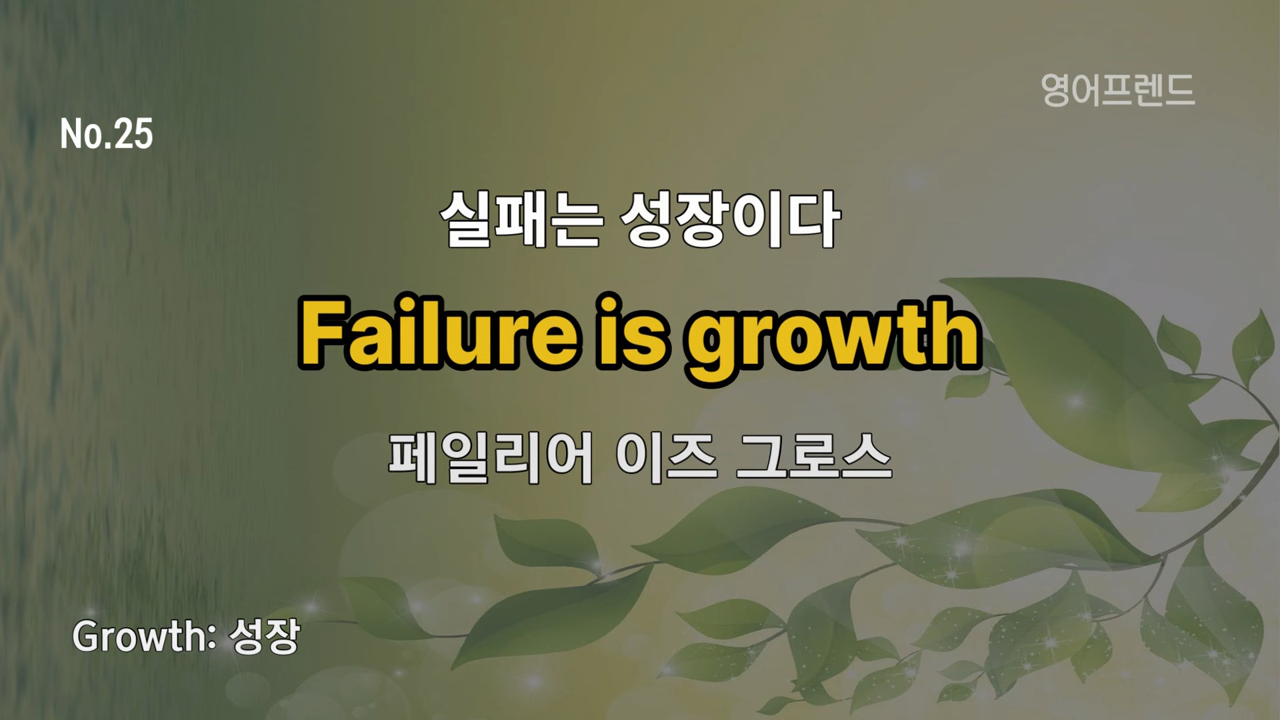 영어프렌드
No.25
실패는 성장이다
Failure is growth
페일리어 이즈 그로스
Growth: 성장